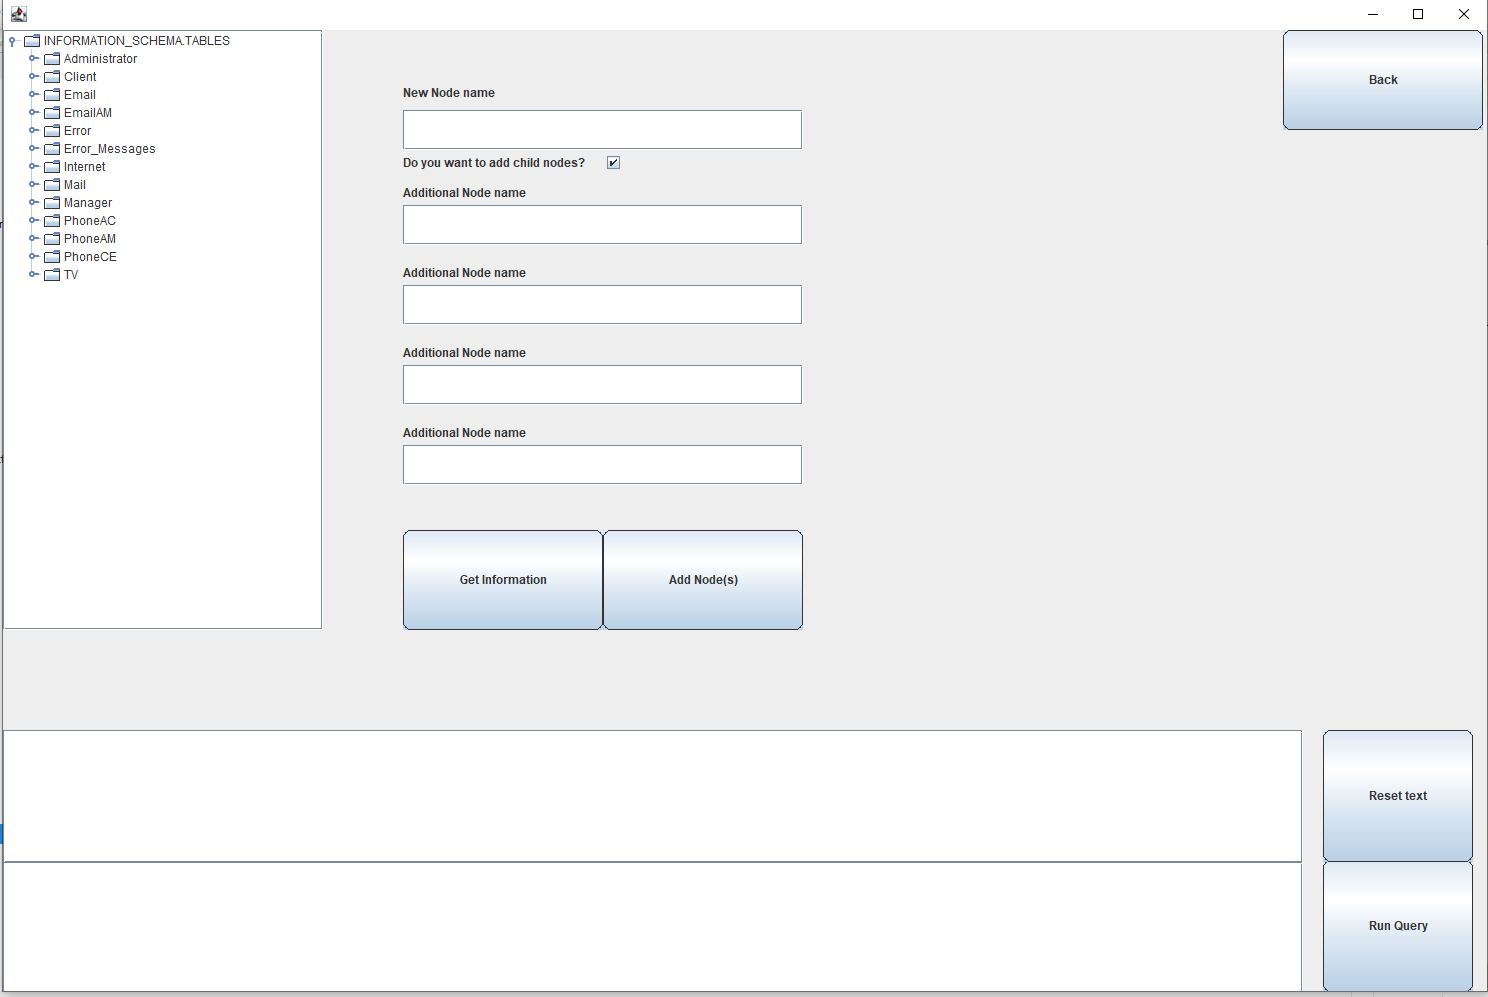 INFORMATION_SCHEMA.TABLES
Administrator
Client
Email
EmailAM
Error
Error_Messages
Internet
Mail
Manager
PhoneAC
PhoneAM
PhoneCE
TV
New Node name
Do you want to add child nodes?
Additional Node name
Additional Node name
Additional Node name
Additional Node name
Get Information
Add Node(s)
Back
Reset text
Run Query